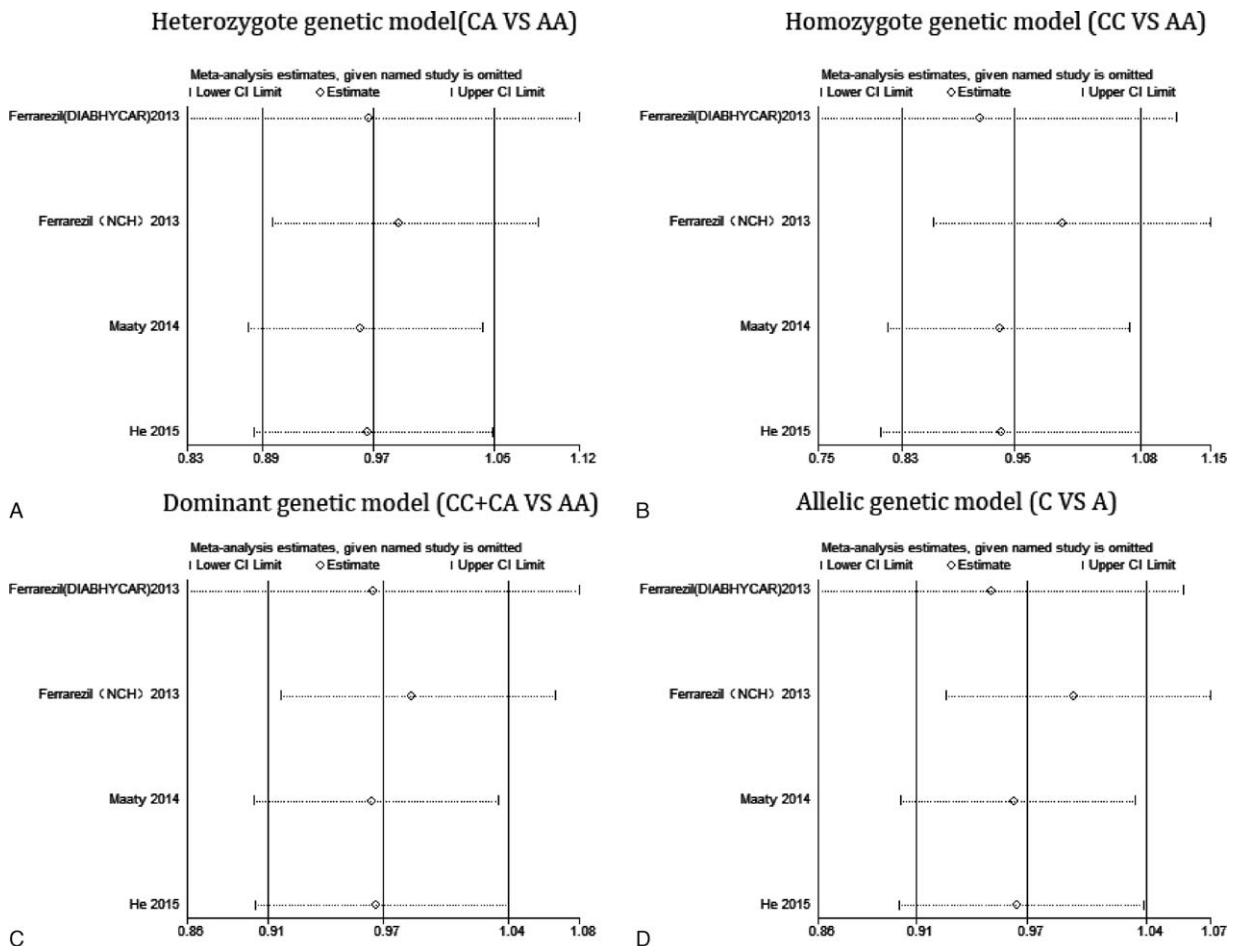 Heterozygote genetic model(CA VS AA)
Meta-analysis estimates, given named study is omitted
Lower CI Limit Estimate Upper CI Limit
Ferrarezil(DIABHYCAR)2013
Ferrarezil（NCH）2013
Maaty 2014
He 2015
0.83 0.89 0.97 1.05 1.12
A
Homozygote genetic model (CC VS AA)
Meta-analysis estimates, given named study is omitted
Lower CI Limit Estimate Upper CI Limit
Ferrarezil(DIABHYCAR)2013
Ferrarezil（NCH）2013
Maaty 2014
He 2015
0.75 0.83 0.95 1.08 1.15
B
Dominant genetic model (CC+CA VS AA)
Meta-analysis estimates, given named study is omitted
Lower CI Limit Estimate Upper CI Limit
Ferrarezil(DIABHYCAR)2013
Ferrarezil（NCH）2013
Maaty 2014
He 2015
0.86 0.91 0.97 1.04 1.08
C
Allelic genetic model (C VS A)
Meta-analysis estimates, given named study is omitted
Lower CI Limit Estimate Upper CI Limit
Ferrarezil(DIABHYCAR)2013
Ferrarezil（NCH）2013
Maaty 2014
He 2015
0.86 0.91 0.97 1.04 1.07
D